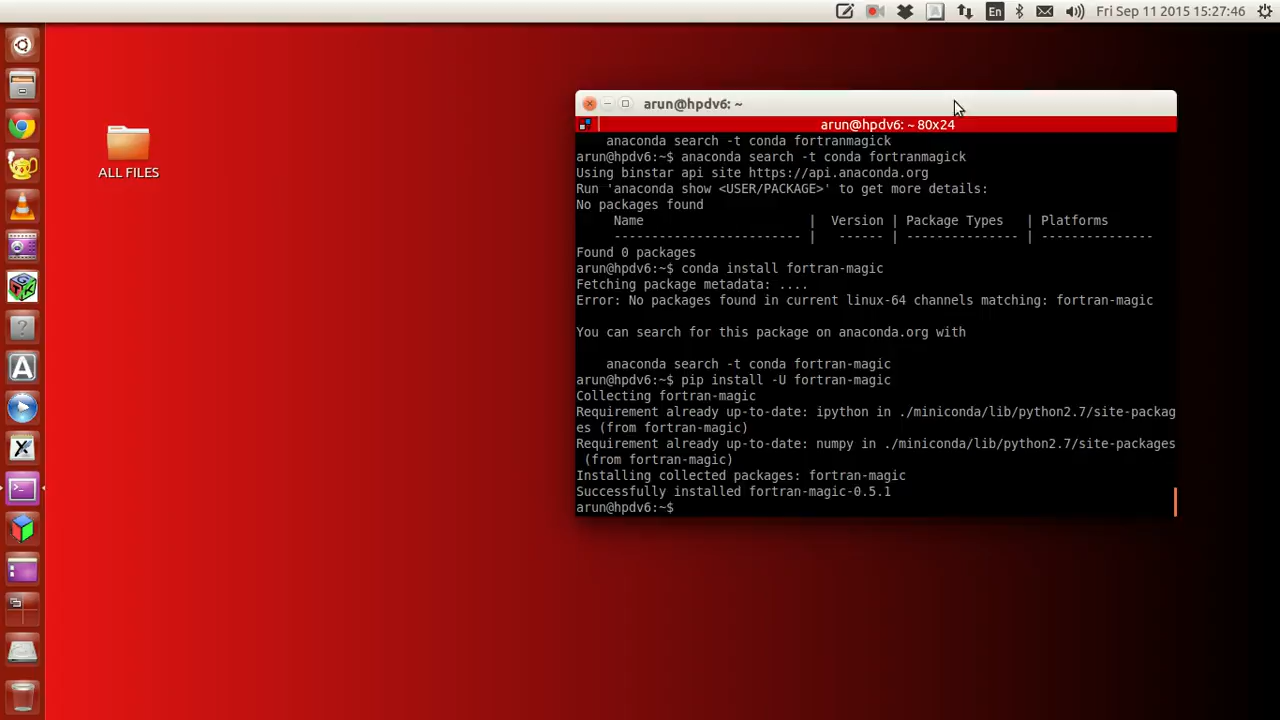 En
Fri Sep 11 2015 15:27:46
ALL FILES
arun@hpdv6: ~
arun@hpdv6: ~ 80x24
anaconda search -t conda fortranmagick
arun@hpdv6:~$ anaconda search -t conda fortranmagick
Using binstar api site https://api.anaconda.org
Run 'anaconda show <USER/PACKAGE>' to get more details:
No packages found
Name | Version | Package Types | Platforms
------------------------- | ------ | --------------- | ---------------
Found 0 packages
arun@hpdv6:~$ conda install fortran-magic
Fetching package metadata: ....
Error: No packages found in current linux-64 channels matching: fortran-magic
You can search for this package on anaconda.org with
anaconda search -t conda fortran-magic
arun@hpdv6:~$ pip install -U fortran-magic
Collecting fortran-magic
Requirement already up-to-date: ipython in ./miniconda/lib/python2.7/site-packag
es (from fortran-magic)
Requirement already up-to-date: numpy in ./miniconda/lib/python2.7/site-packages
(from fortran-magic)
Installing collected packages: fortran-magic
Successfully installed fortran-magic-0.5.1
arun@hpdv6:~$